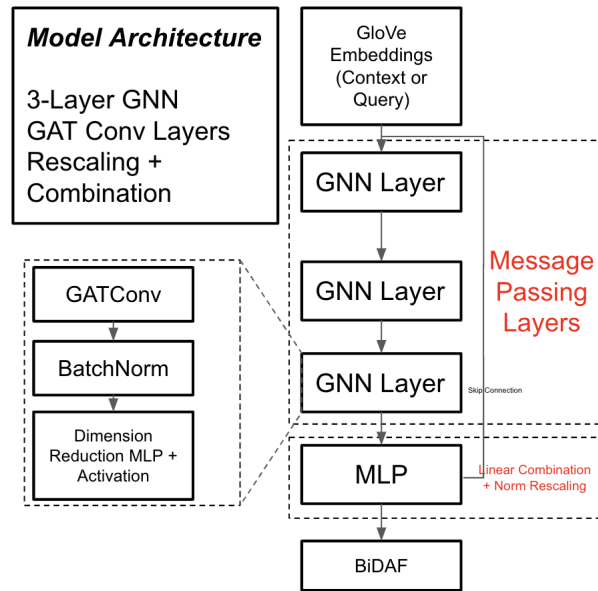 Model Architecture
3-Layer GNN
GAT Conv Layers
Rescaling +
Combination
GloVe
Embeddings
(Context or
Query)
GNN Layer
GNN Layer
GNN Layer
Message
Passing
Layers
Skip Connection
GATConv
BatchNorm
Dimension
Reduction MLP +
Activation
MLP
Linear Combination
+ Norm Rescaling
BiDAF